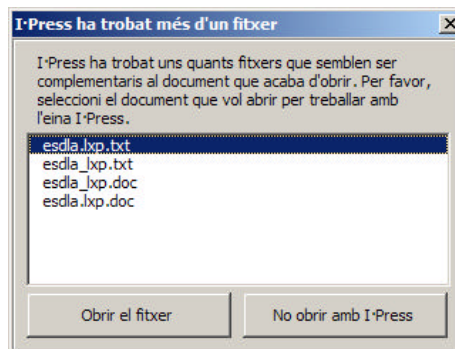 I·Press ha trobat més d'un fitxer
I·Press ha trobat uns quants fitxers que semblen ser
complementaris al document que acaba d'obrir. Per favor,
seleccioni el document que vol abrir per treballar amb
l'eina I·Press.
esdla.lxp.txt
esdla_lxp.txt
esdla_lxp.doc
esdla.lxp.doc
Obrir el fitxer
No obrir amb I·Press